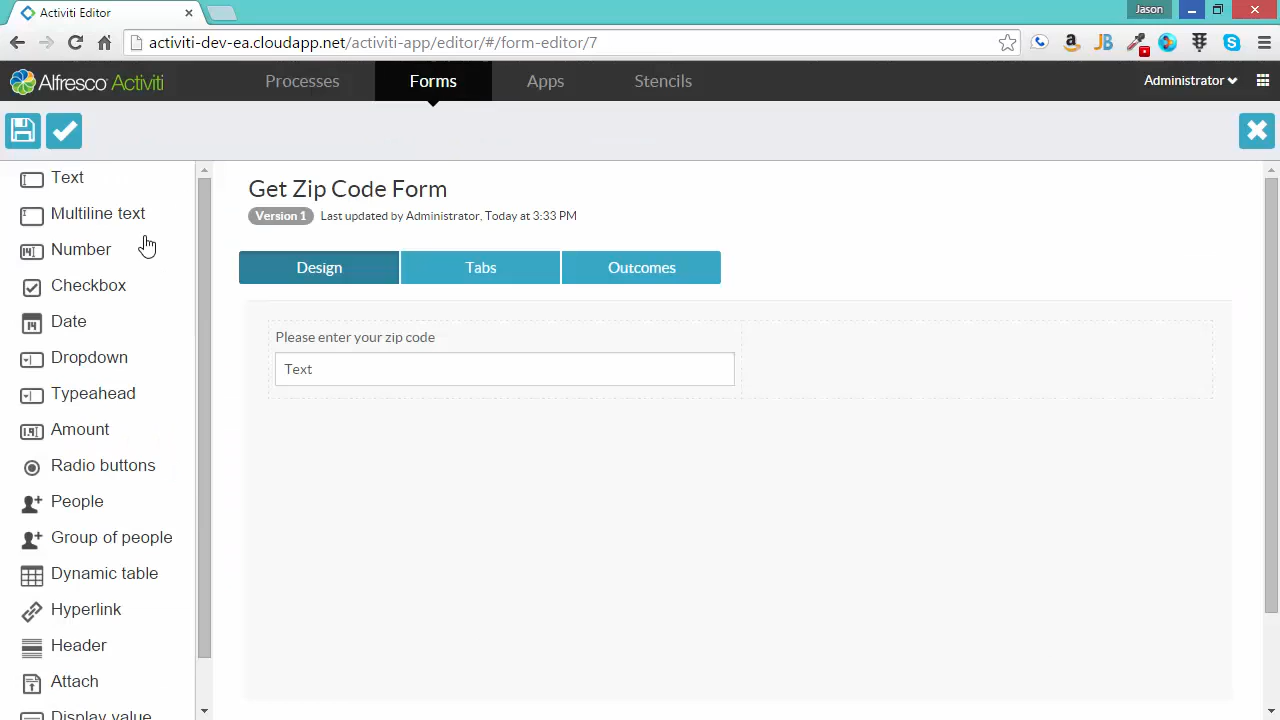 Activiti Editor
Jason
activiti-dev-ea.cloudapp.net/activiti-app/editor/#/form-editor/7
Alfresco Activiti
Processes
Forms
Apps
Stencils
Administrator
Text
Multiline text
Number
Checkbox
Date
Dropdown
Typeahead
Amount
Radio buttons
People
Group of people
Dynamic table
Hyperlink
Header
Attach
Display value
Get Zip Code Form
Version 1 Last updated by Administrator, Today at 3:33 PM
Design
Tabs
Outcomes
Please enter your zip code
Text